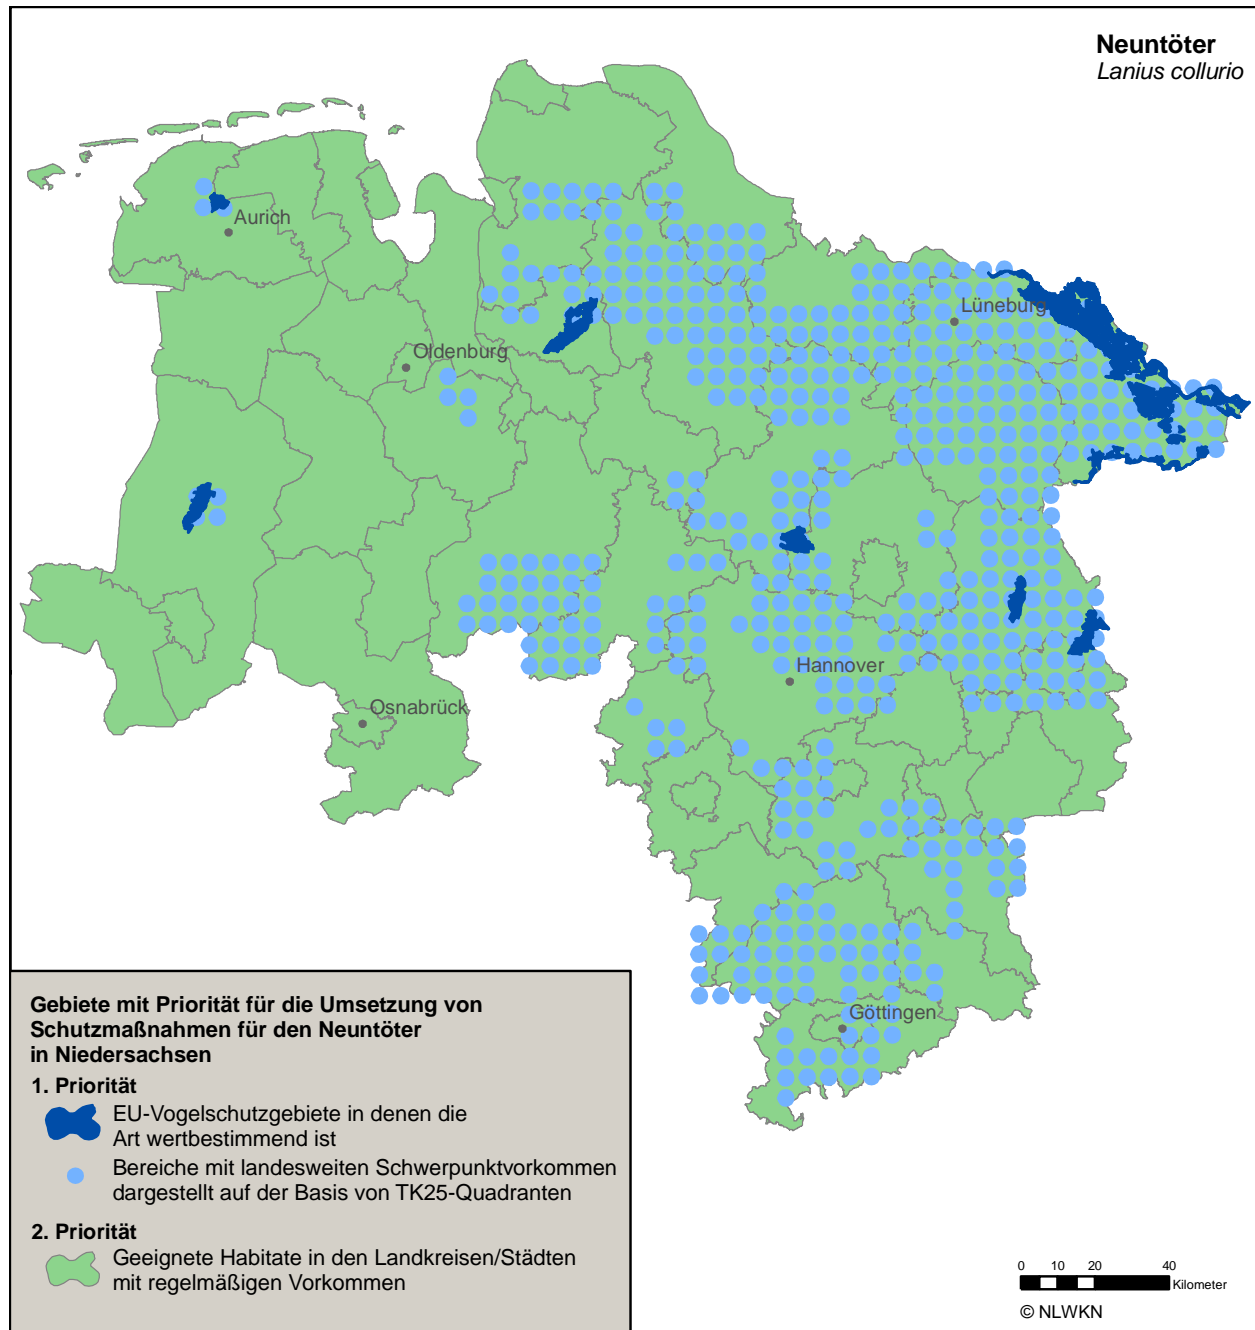 Neuntöter
Lanius collurio
Aurich
Lüneburg
Oldenburg
Hannover
Osnabrück
Göttingen
Gebiete mit Priorität für die Umsetzung von
Schutzmaßnahmen für den Neuntöter
in Niedersachsen
1. Priorität
EU-Vogelschutzgebiete in denen die
Art wertbestimmend ist
Bereiche mit landesweiten Schwerpunktvorkommen
dargestellt auf der Basis von TK25-Quadranten
2. Priorität
Geeignete Habitate in den Landkreisen/Städten
mit regelmäßigen Vorkommen
0 10 20 40
Kilometer
© NLWKN